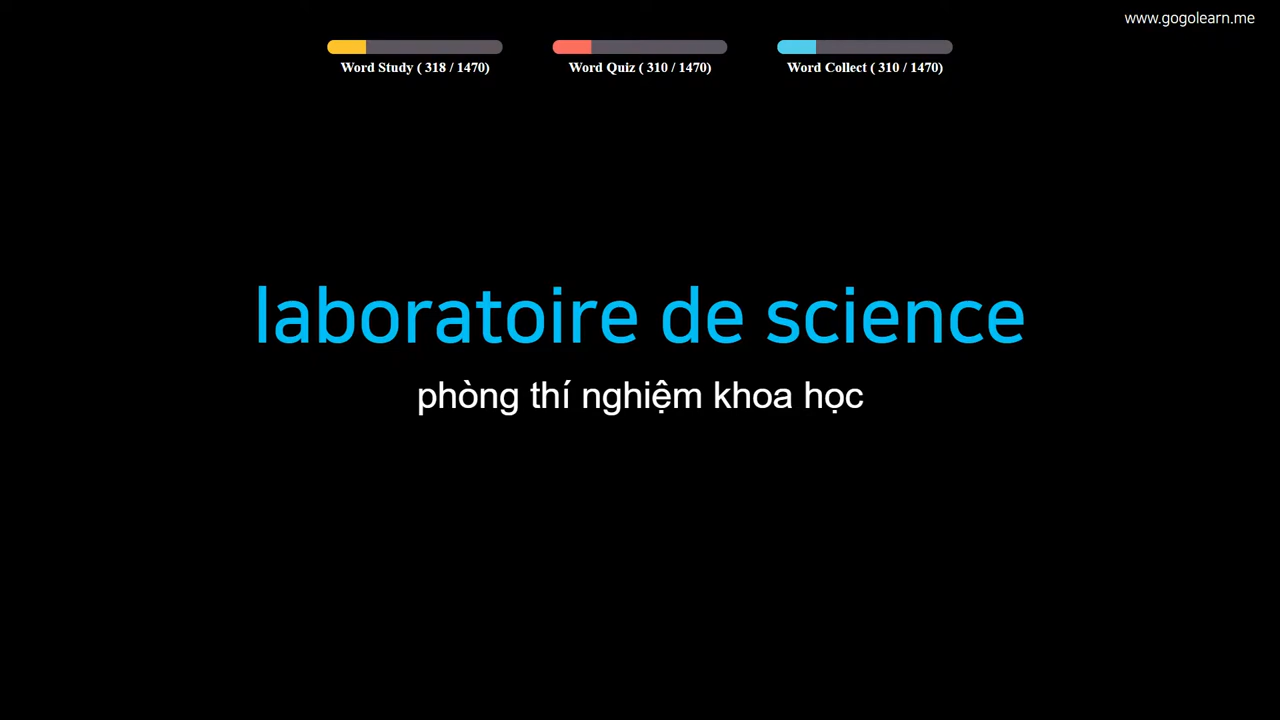 www.gogolearn.me
Word Study ( 318 / 1470)
Word Quiz ( 310 / 1470)
Word Collect ( 310 / 1470)
laboratoire de science
phòng thí nghiệm khoa học